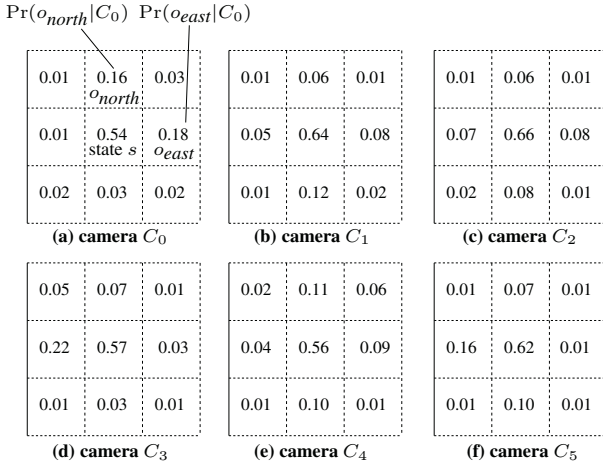 Pr(o_north|C_0) Pr(o_east|C_0)
0.01 0.16 0.03 0.01 0.06 0.01 0.01 0.06 0.01
o_north
0.01 0.54 0.18 0.05 0.64 0.08 0.07 0.66 0.08
state s o_east
0.02 0.03 0.02 0.01 0.12 0.02 0.02 0.08 0.01
(a) camera C_0 (b) camera C_1 (c) camera C_2
0.05 0.07 0.01 0.02 0.11 0.06 0.01 0.07 0.01
0.22 0.57 0.03 0.04 0.56 0.09 0.16 0.62 0.01
0.01 0.03 0.01 0.01 0.10 0.01 0.01 0.10 0.01
(d) camera C_3 (e) camera C_4 (f) camera C_5